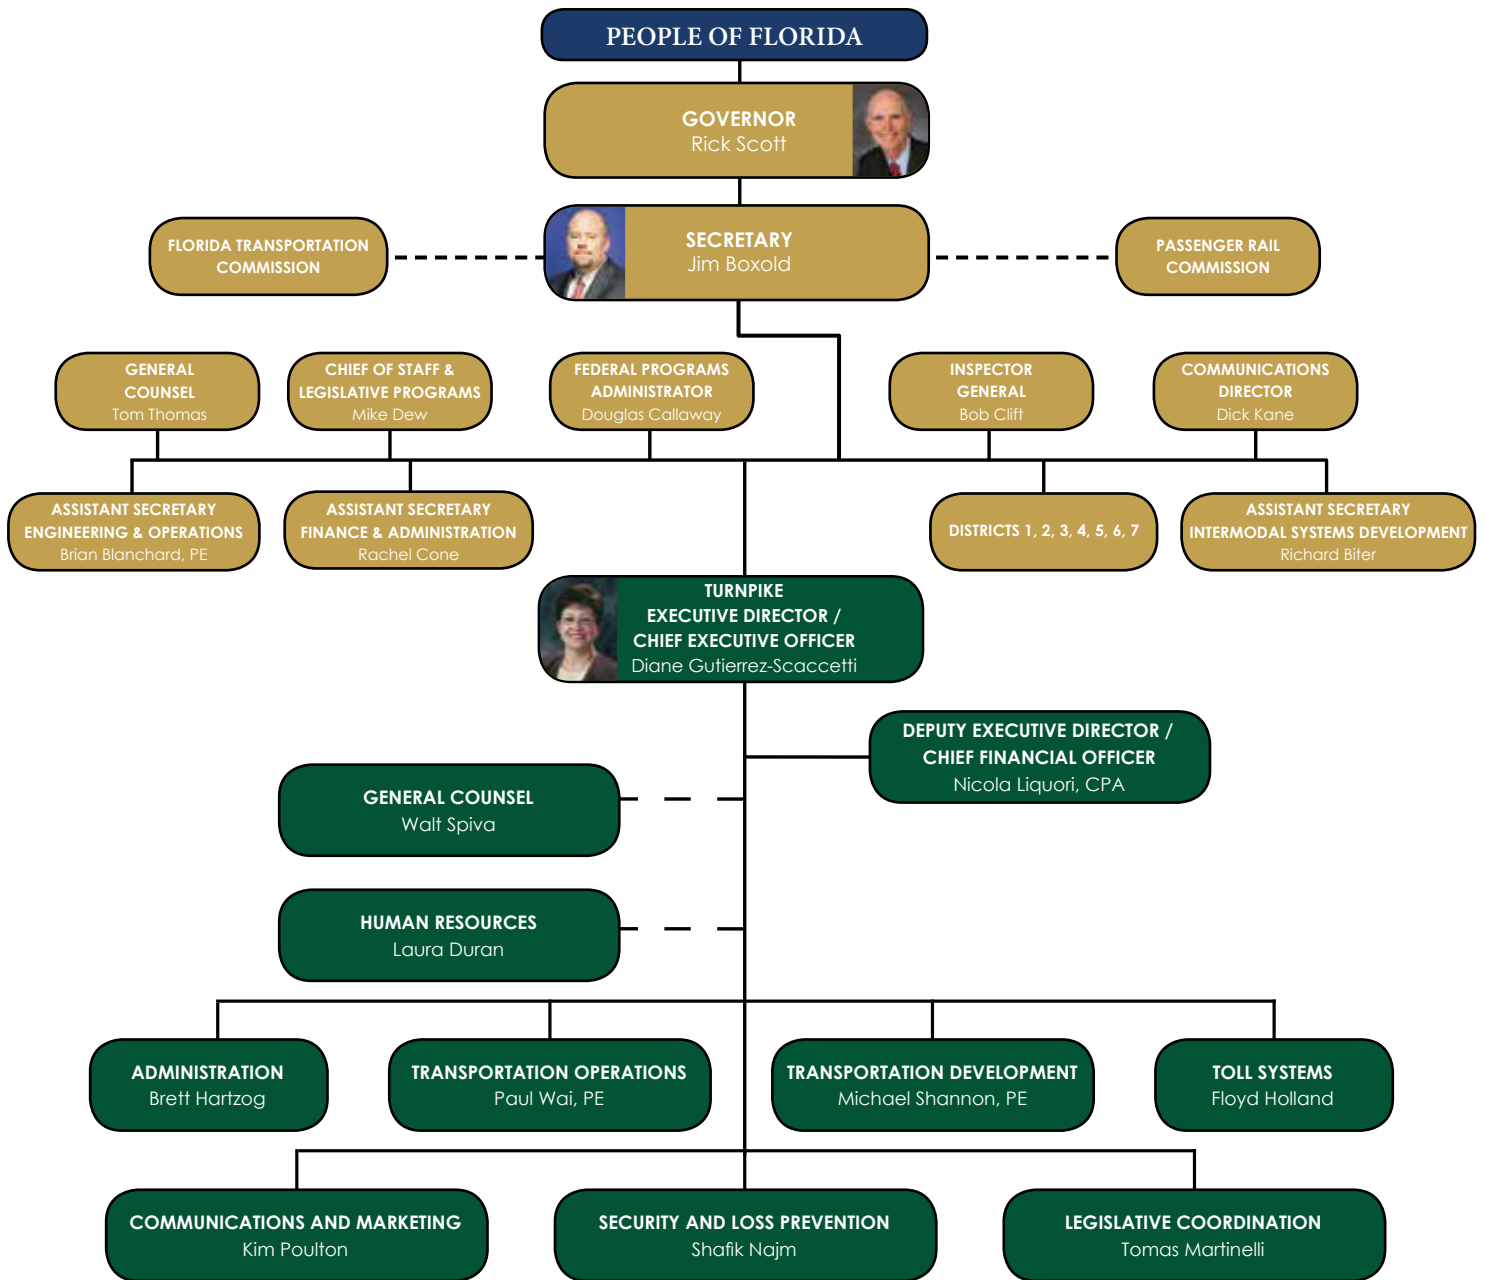 PEOPLE OF FLORIDA
GOVERNOR
Rick Scott
SECRETARY
Jim Boxold
FLORIDA TRANSPORTATION
COMMISSION
PASSENGER RAIL
COMMISSION
GENERAL
COUNSEL
Tom Thomas
CHIEF OF STAFF &
LEGISLATIVE PROGRAMS
Mike Dew
FEDERAL PROGRAMS
ADMINISTRATOR
Douglas Callaway
INSPECTOR
GENERAL
Bob Clift
COMMUNICATIONS
DIRECTOR
Dick Kane
ASSISTANT SECRETARY
ENGINEERING & OPERATIONS
Brian Blanchard, PE
ASSISTANT SECRETARY
FINANCE & ADMINISTRATION
Rachel Cone
DISTRICTS 1, 2, 3, 4, 5, 6, 7
ASSISTANT SECRETARY
INTERMODAL SYSTEMS DEVELOPMENT
Richard Biter
TURNPIKE
EXECUTIVE DIRECTOR /
CHIEF EXECUTIVE OFFICER
Diane Gutierrez-Scaccetti
DEPUTY EXECUTIVE DIRECTOR /
CHIEF FINANCIAL OFFICER
Nicola Liquori, CPA
GENERAL COUNSEL
Walt Spiva
HUMAN RESOURCES
Laura Duran
ADMINISTRATION
Brett Hartzog
TRANSPORTATION OPERATIONS
Paul Wai, PE
TRANSPORTATION DEVELOPMENT
Michael Shannon, PE
TOLL SYSTEMS
Floyd Holland
COMMUNICATIONS AND MARKETING
Kim Poulton
SECURITY AND LOSS PREVENTION
Shafik Najm
LEGISLATIVE COORDINATION
Tomas Martinelli